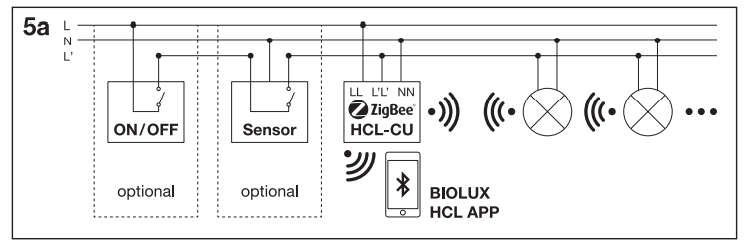 5a
L
N
L’
LL L’L’ NN
ZigBee®
HCL-CU
ON/OFF
Sensor
optional
optional
BIOLUX
HCL APP